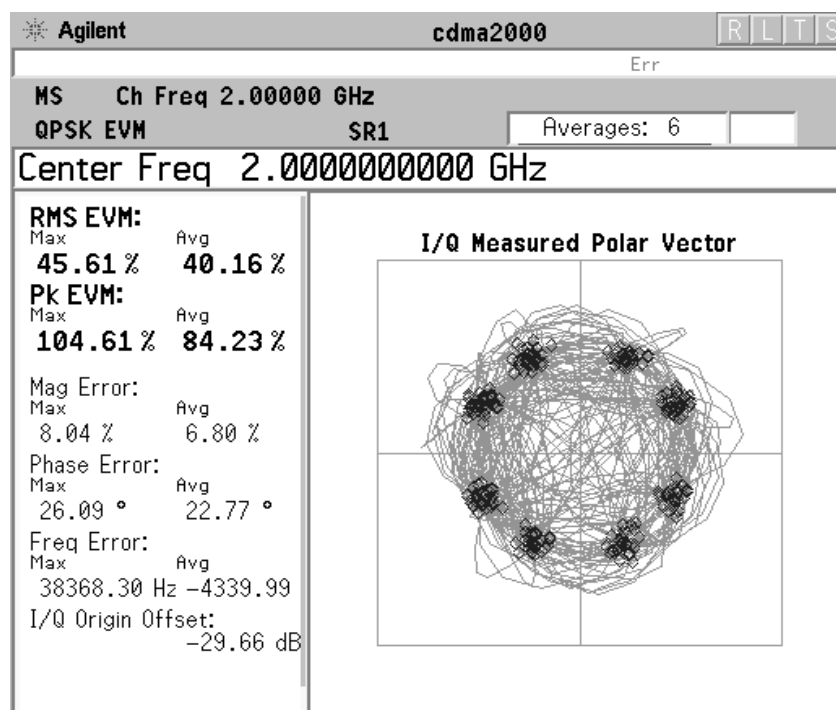 Agilent cdma2000 R L T S
Err
MS Ch Freq 2.00000 GHz
QPSK EVM SR1 Averages: 6
Center Freq 2.0000000000 GHz
RMS EVM:
Max Avg
45.61 % 40.16 %
Pk EVM:
Max Avg
104.61 % 84.23 %
Mag Error:
Max Avg
8.04 % 6.80 %
Phase Error:
Max Avg
26.09 ° 22.77 °
Freq Error:
Max Avg
38368.30 Hz -4339.99
I/Q Origin Offset:
-29.66 dB
I/Q Measured Polar Vector